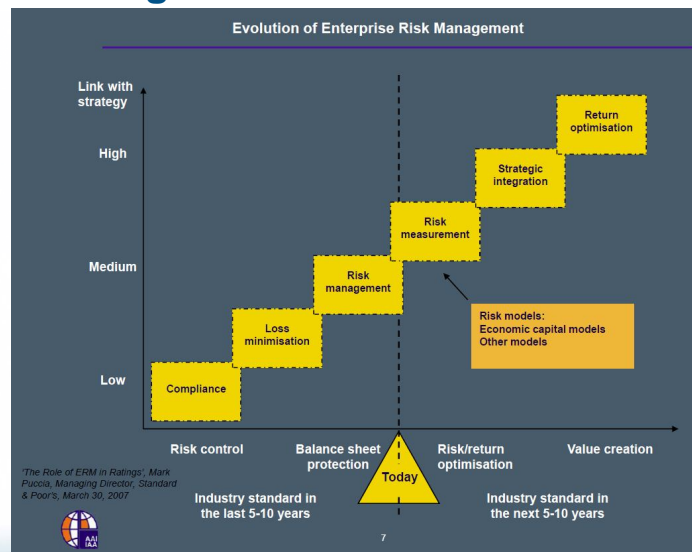 Evolution of Enterprise Risk Management
Link with
strategy
High
Medium
Low
Return
optimisation
Strategic
integration
Risk
measurement
Risk
management
Loss
minimisation
Compliance
Risk models:
Economic capital models
Other models
Risk control
Balance sheet
protection
Today
Risk/return
optimisation
Value creation
Industry standard in
the last 5-10 years
Industry standard in
the next 5-10 years
'The Role of ERM in Ratings', Mark
Puccia, Managing Director, Standard
& Poor's, March 30, 2007
AAI
IAA
7